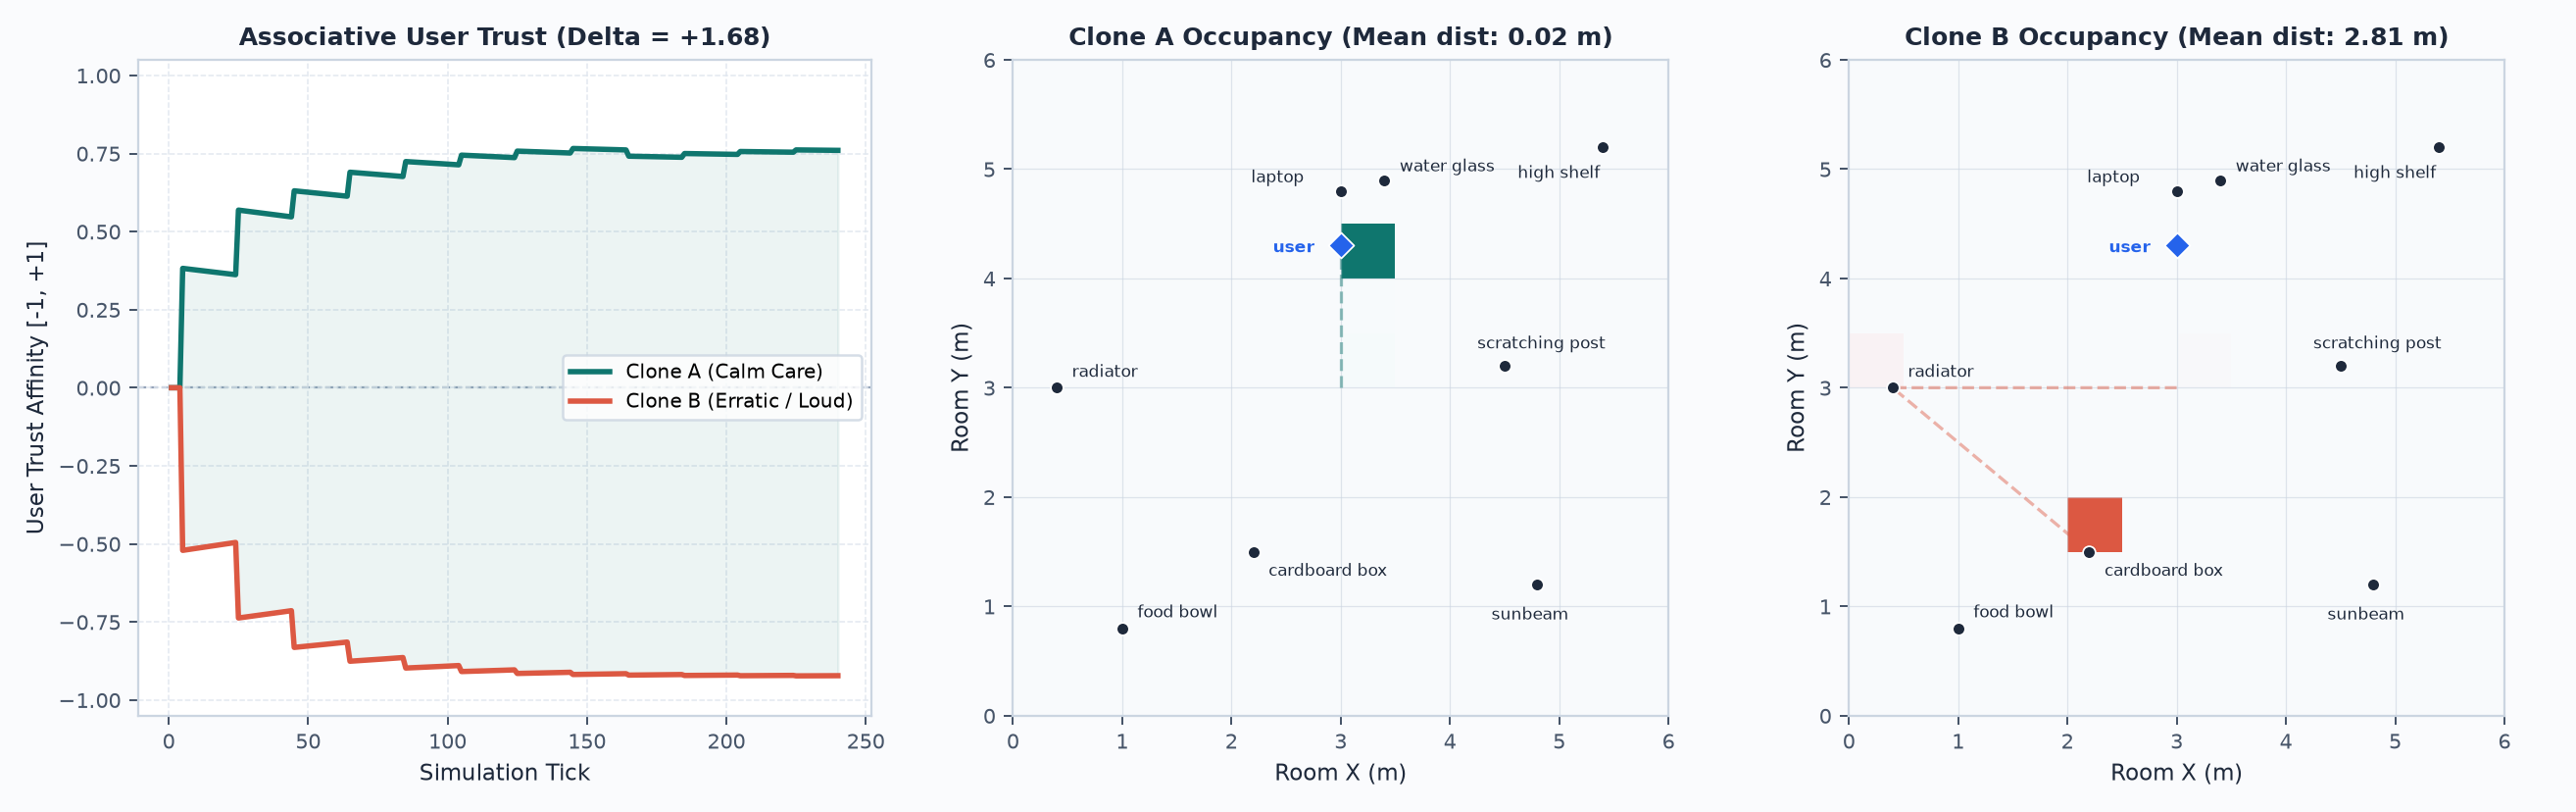 Associative User Trust (Delta = +1.68)
User Trust Affinity [-1, +1]
1.00
0.75
0.50
0.25
0.00
−0.25
−0.50
−0.75
−1.00
Clone A (Calm Care)
Clone B (Erratic / Loud)
0 50 100 150 200 250
Simulation Tick
Clone A Occupancy (Mean dist: 0.02 m)
Room Y (m)
6
5
4
3
2
1
0
water glass
laptop
high shelf
user
scratching post
radiator
cardboard box
food bowl
sunbeam
0 1 2 3 4 5 6
Room X (m)
Clone B Occupancy (Mean dist: 2.81 m)
Room Y (m)
6
5
4
3
2
1
0
water glass
laptop
high shelf
user
scratching post
radiator
cardboard box
food bowl
sunbeam
0 1 2 3 4 5 6
Room X (m)